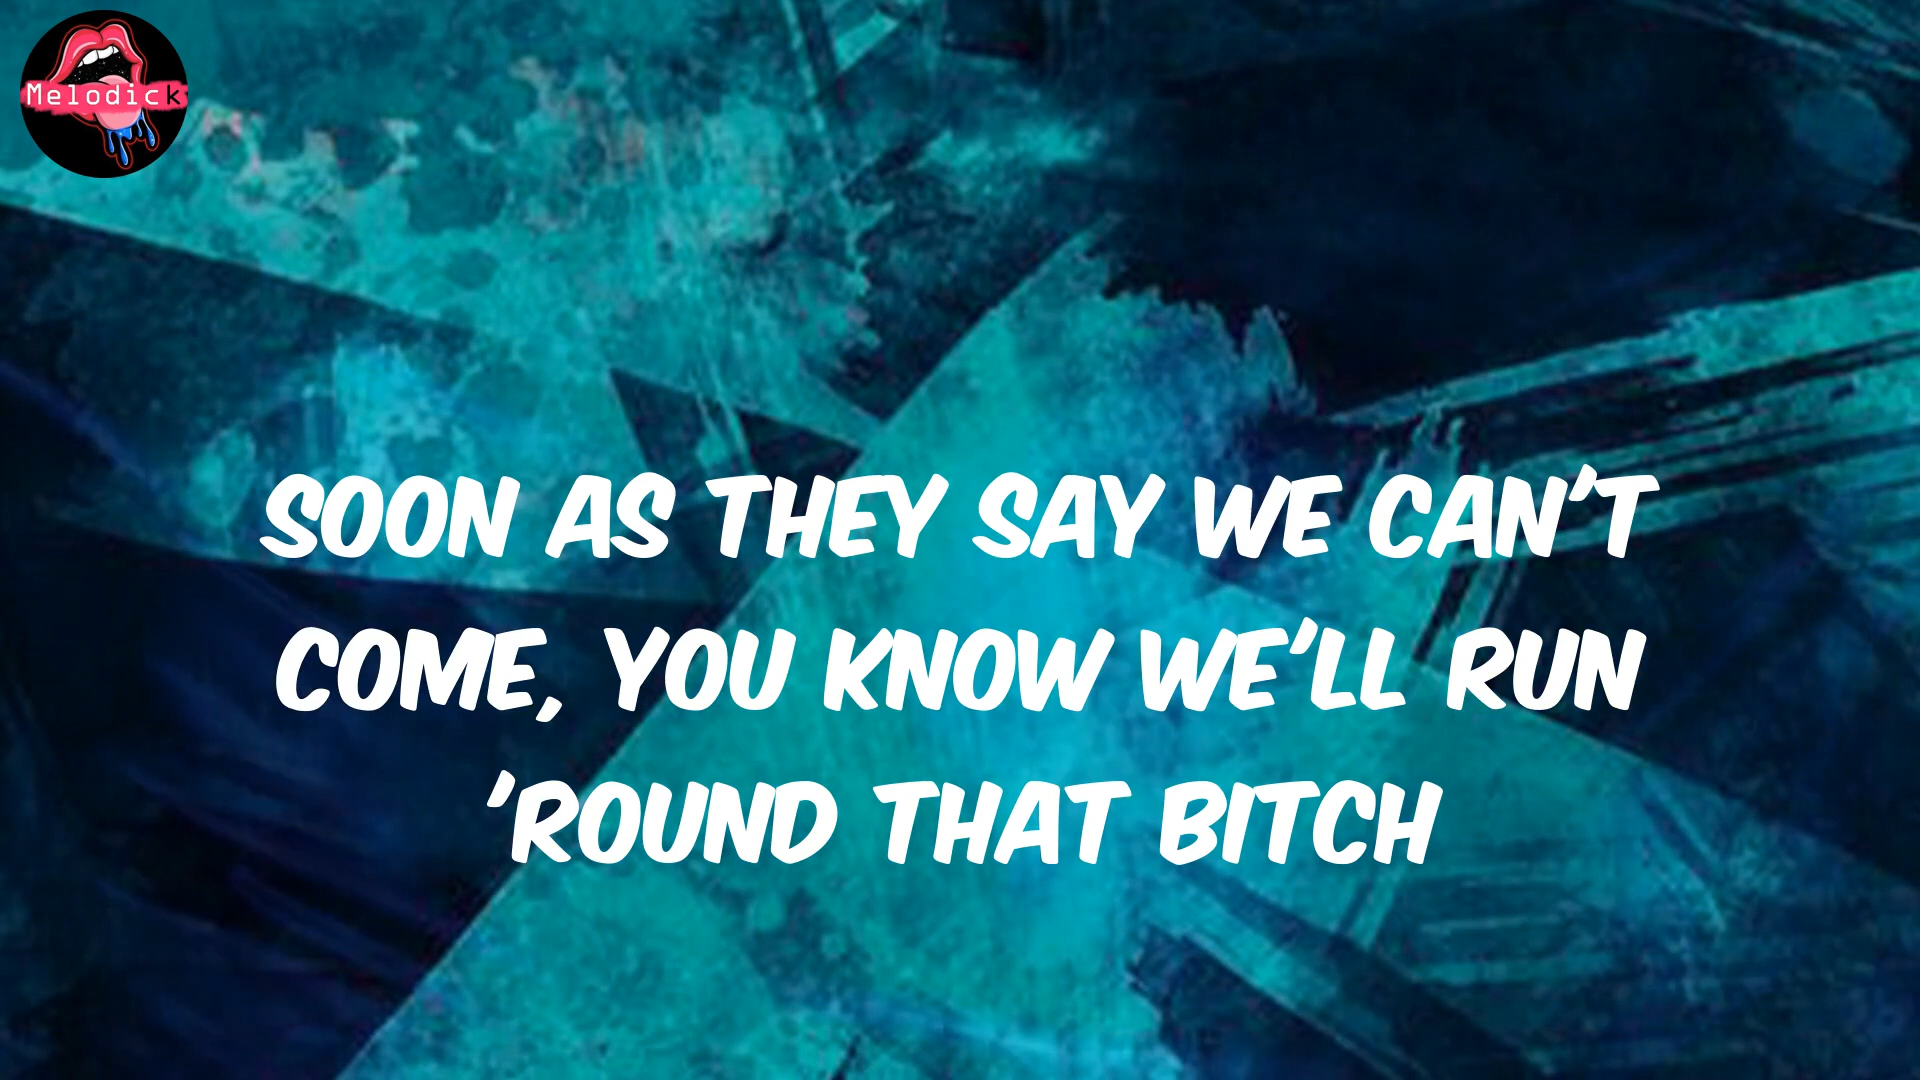 Melodick
SOON AS THEY SAY WE CAN'T
COME, YOU KNOW WE'LL RUN
'ROUND THAT BITCH